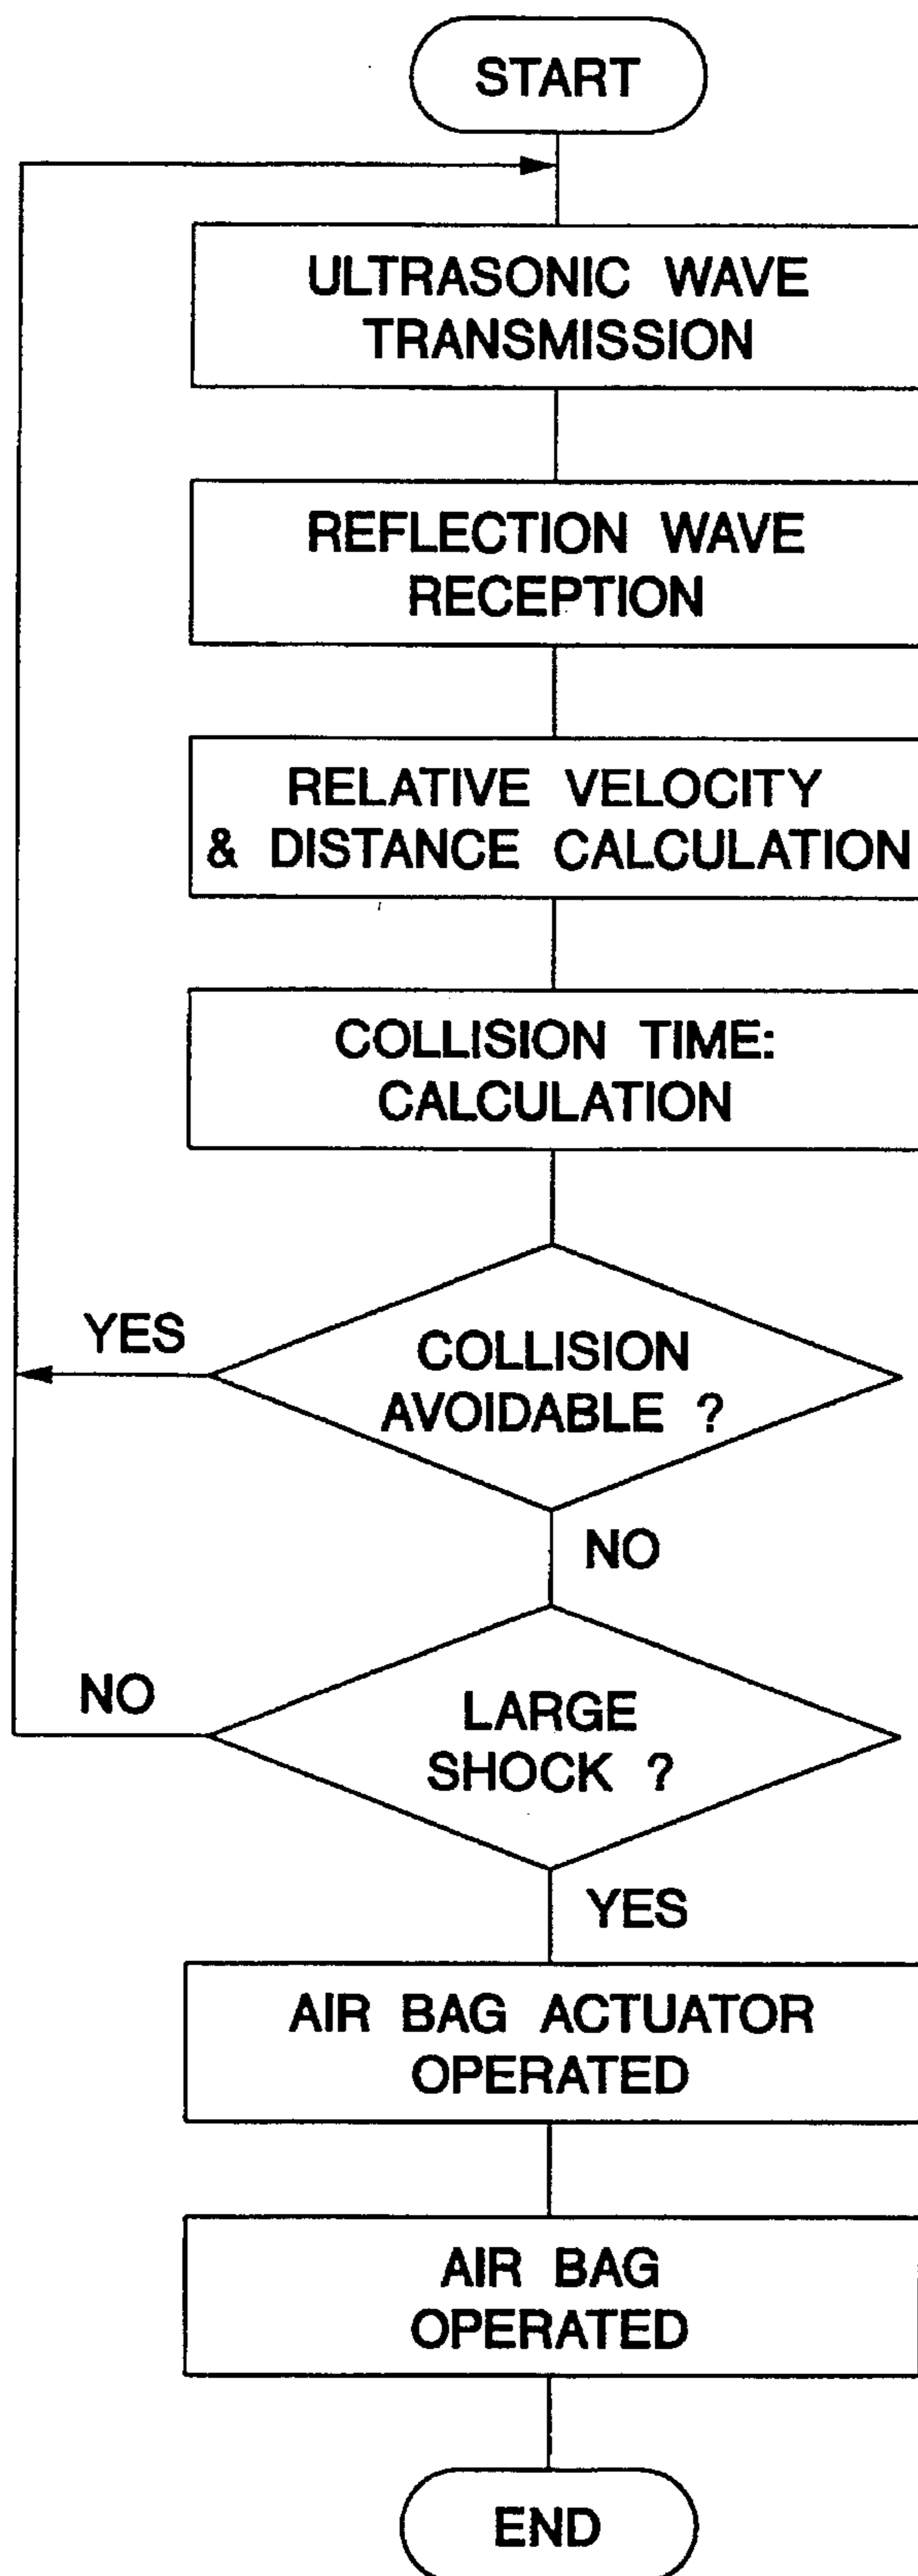 START
ULTRASONIC WAVE
TRANSMISSION
REFLECTION WAVE
RECEPTION
RELATIVE VELOCITY
& DISTANCE CALCULATION
COLLISION TIME:
CALCULATION
YES
COLLISION
AVOIDABLE ?
NO
NO
LARGE
SHOCK ?
YES
AIR BAG ACTUATOR
OPERATED
AIR BAG
OPERATED
END